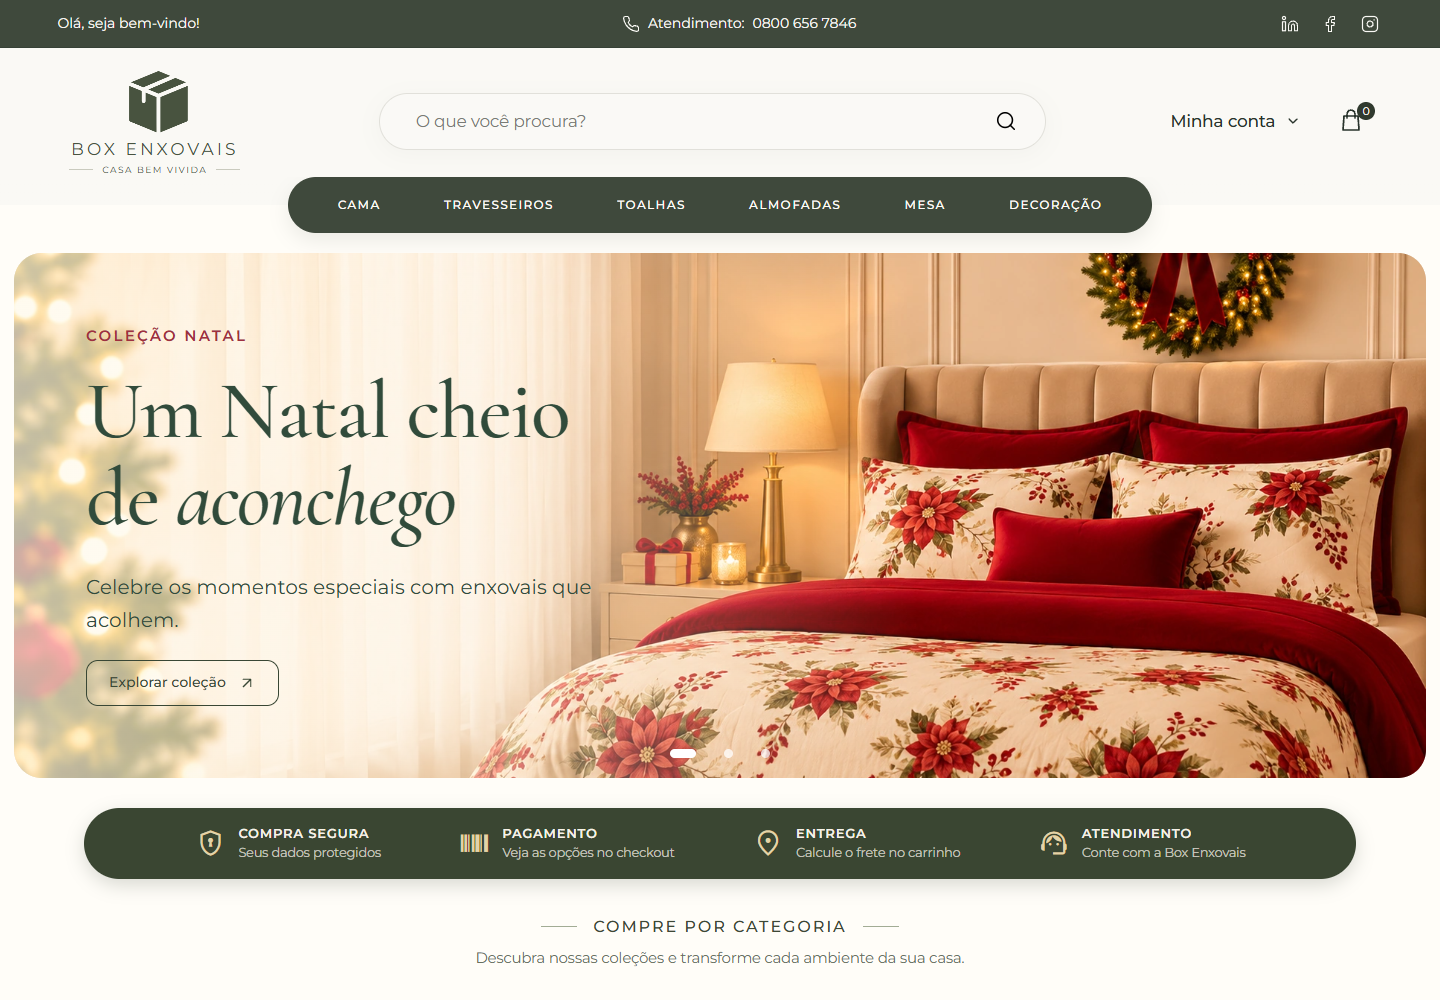 Olá, seja bem-vindo!
Atendimento: 0800 656 7846
BOX ENXOVAIS
CASA BEM VIVIDA
O que você procura?
Minha conta
0
CAMA
TRAVESSEIROS
TOALHAS
ALMOFADAS
MESA
DECORAÇÃO
COLEÇÃO NATAL
Um Natal cheio
de aconchego
Celebre os momentos especiais com enxovais que
acolhem.
Explorar coleção
COMPRA SEGURA
Seus dados protegidos
PAGAMENTO
Veja as opções no checkout
ENTREGA
Calcule o frete no carrinho
ATENDIMENTO
Conte com a Box Enxovais
COMPRE POR CATEGORIA
Descubra nossas coleções e transforme cada ambiente da sua casa.